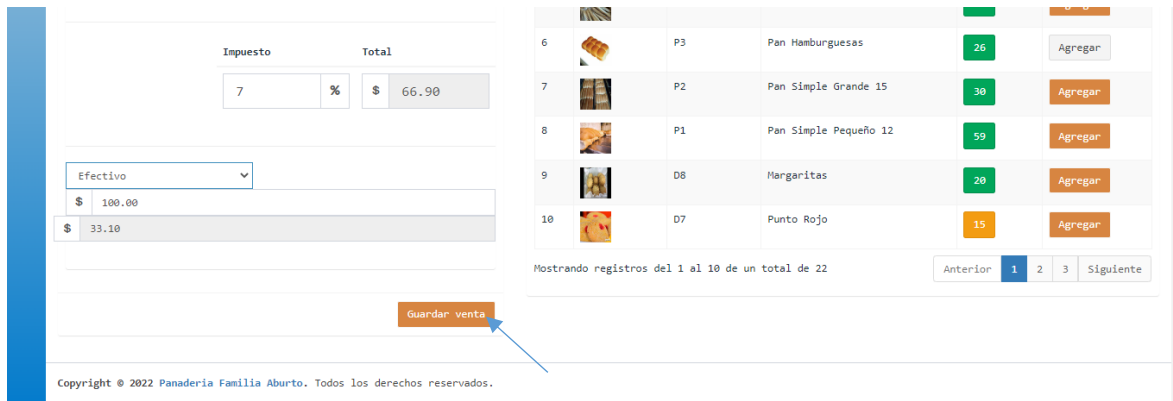 Impuesto Total
7 % $ 66.90
Efectivo
$ 100.00
$ 33.10
Guardar venta
6 P3 Pan Hamburguesas 26 Agregar
7 P2 Pan Simple Grande 15 30 Agregar
8 P1 Pan Simple Pequeño 12 59 Agregar
9 D8 Margaritas 20 Agregar
10 D7 Punto Rojo 15 Agregar
Mostrando registros del 1 al 10 de un total de 22 Anterior 1 2 3 Siguiente
Copyright © 2022 Panaderia Familia Aburto. Todos los derechos reservados.